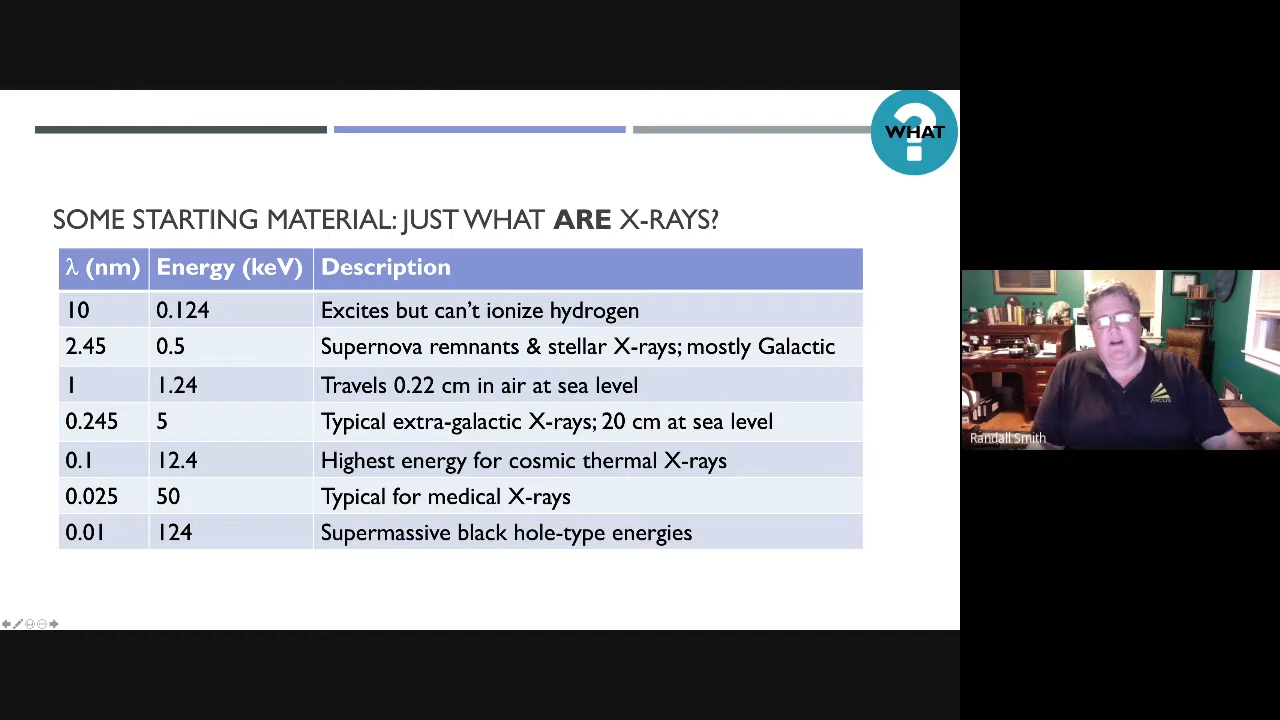 WHAT
SOME STARTING MATERIAL: JUST WHAT ARE X-RAYS?
λ (nm) Energy (keV) Description
10 0.124 Excites but can't ionize hydrogen
2.45 0.5 Supernova remnants & stellar X-rays; mostly Galactic
1 1.24 Travels 0.22 cm in air at sea level
0.245 5 Typical extra-galactic X-rays; 20 cm at sea level
0.1 12.4 Highest energy for cosmic thermal X-rays
0.025 50 Typical for medical X-rays
0.01 124 Supermassive black hole-type energies
ARCUS
Randall Smith